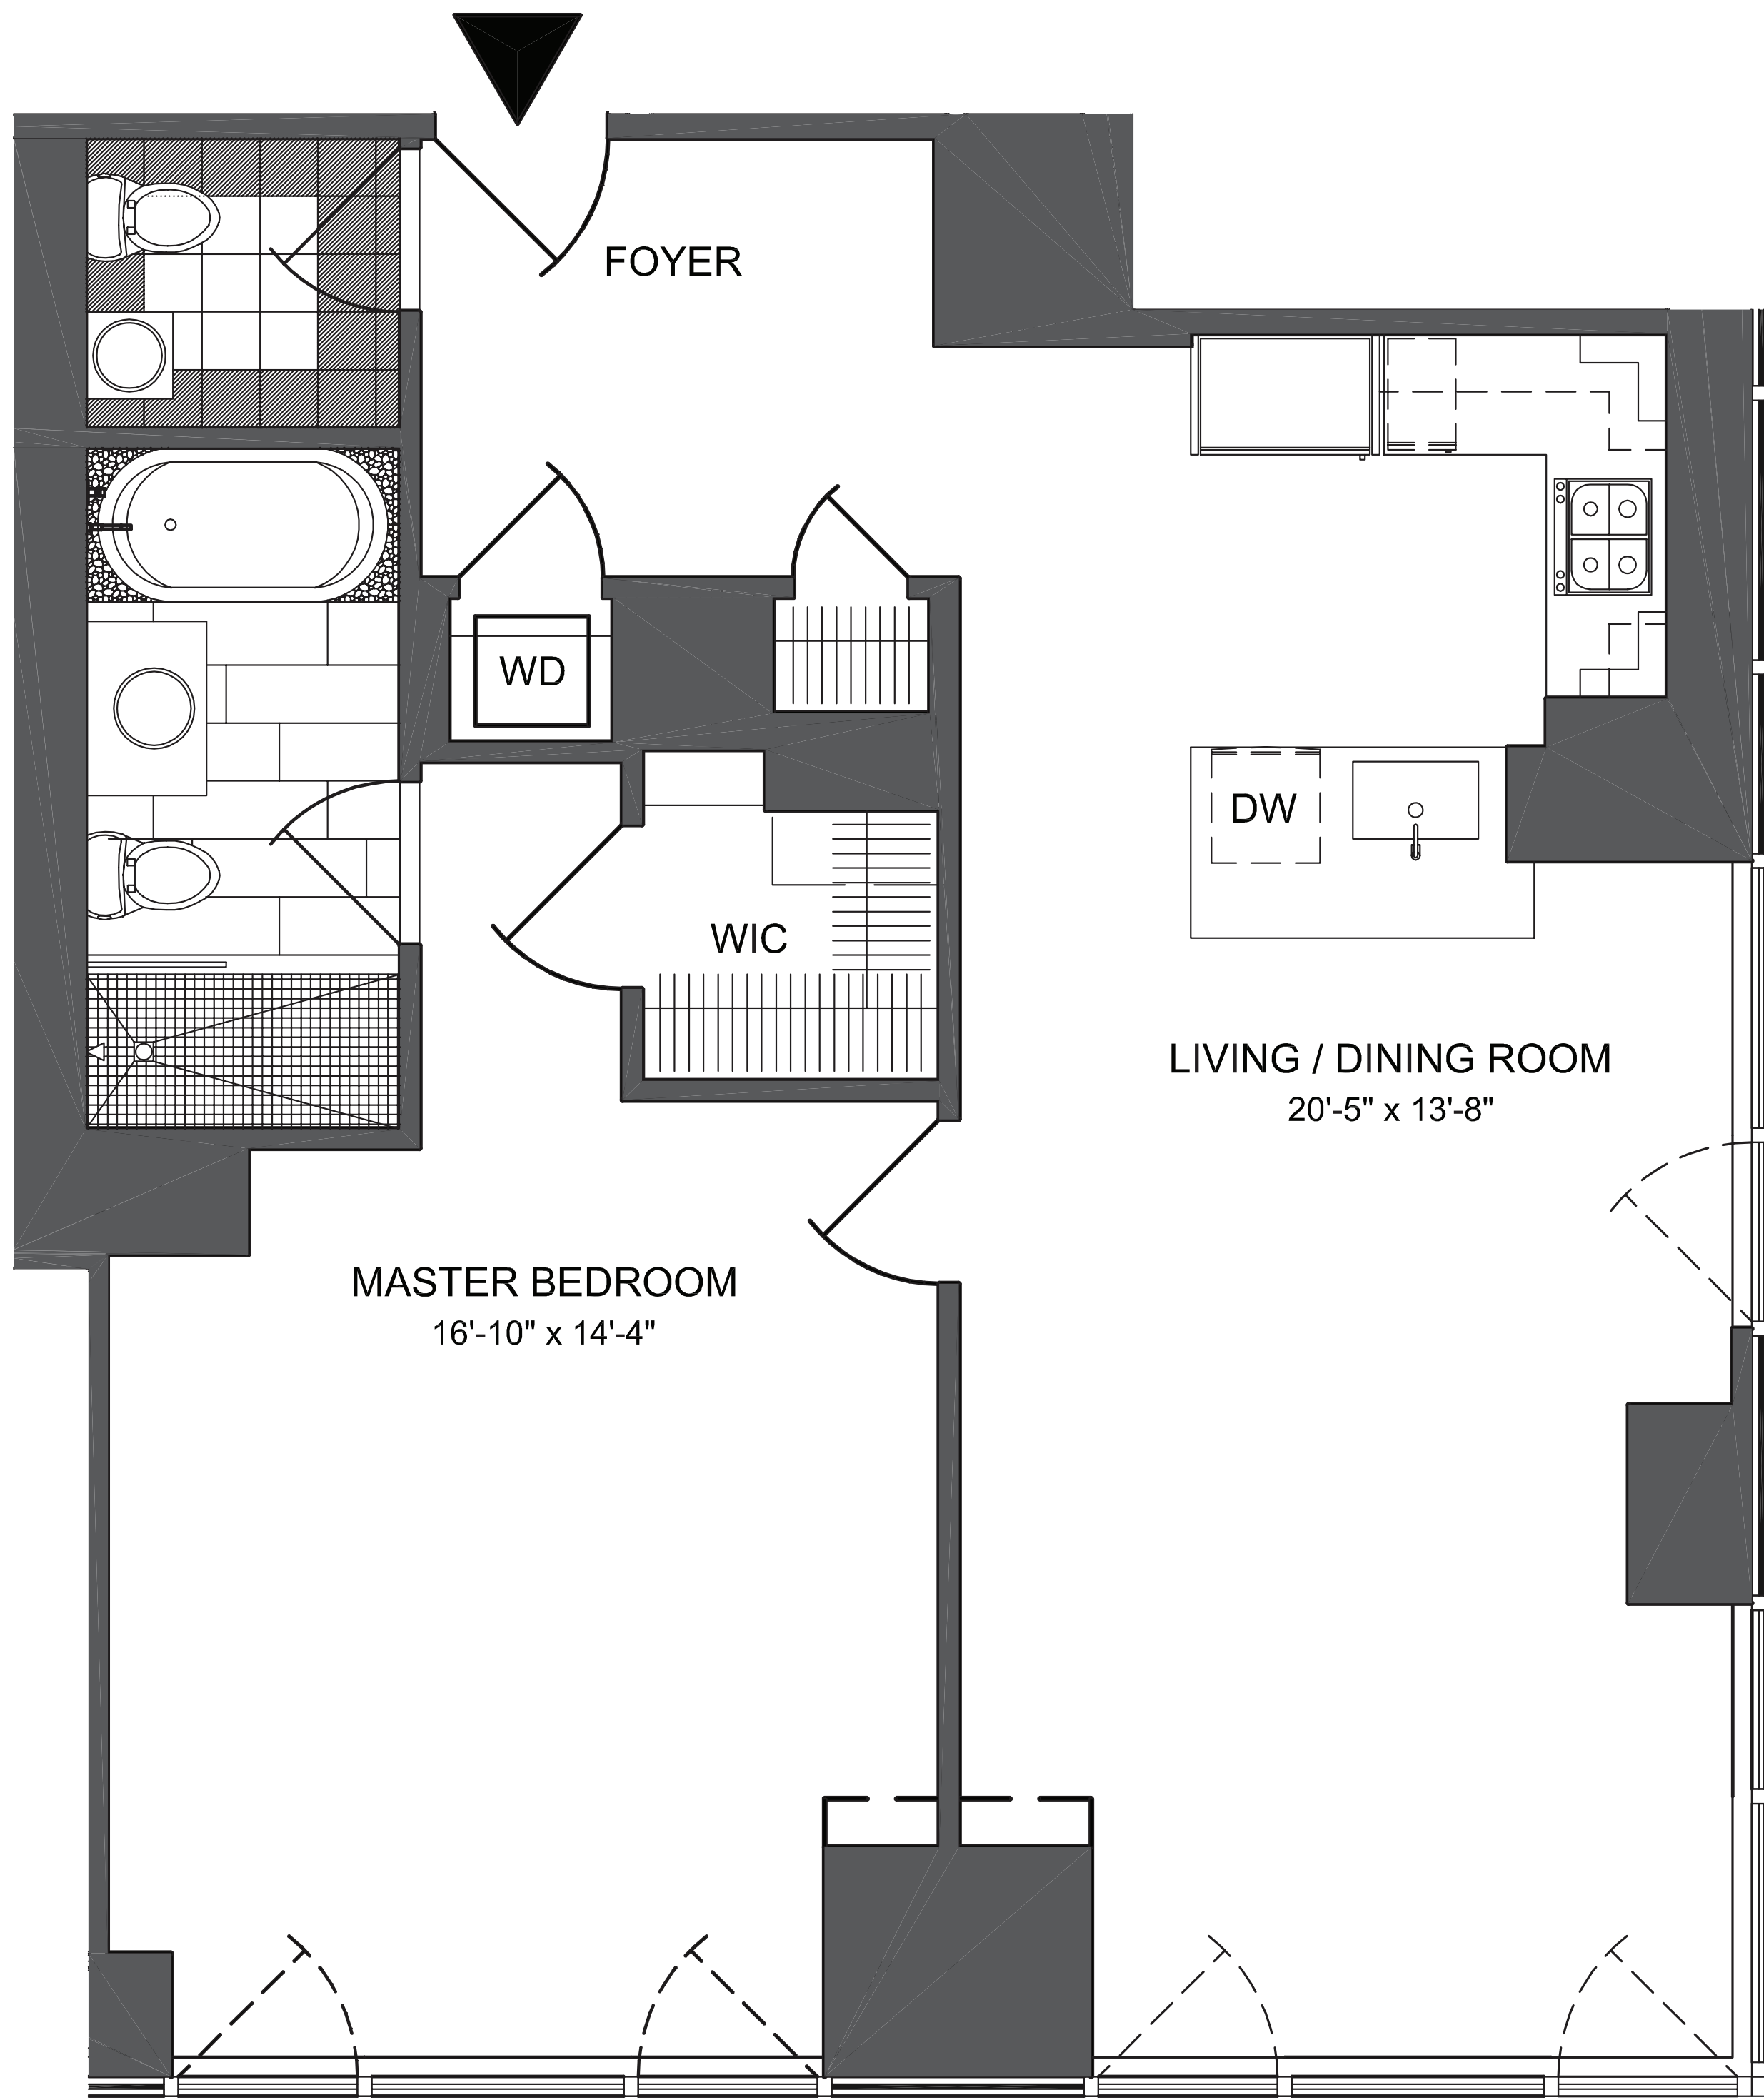 FOYER
WD
DW
WIC
LIVING / DINING ROOM
20'-5" x 13'-8"
MASTER BEDROOM
16'-10" x 14'-4"